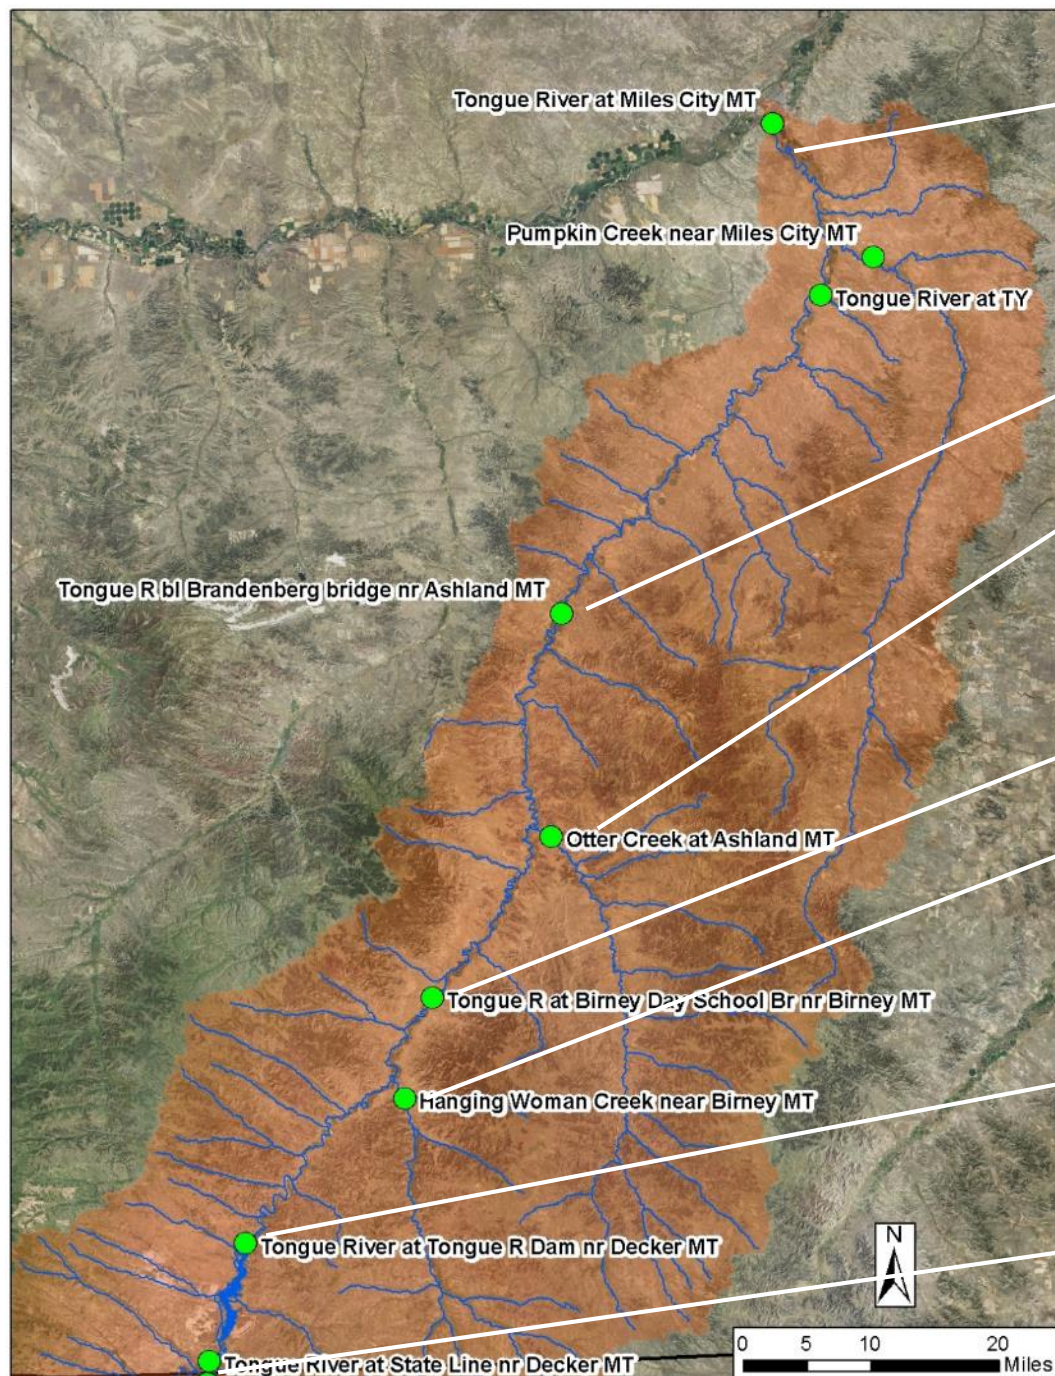 Tongue River at Miles City MT
Pumpkin Creek near Miles City MT
Tongue River at TY
Tongue R bl Brandenberg bridge nr Ashland MT
Otter Creek at Ashland MT
Tongue R at Birney Day School Br nr Birney MT
Hanging Woman Creek near Birney MT
Tongue River at Tongue R Dam nr Decker MT
N
Tongue River at State Line nr Decker MT
0 5 10 20
Miles